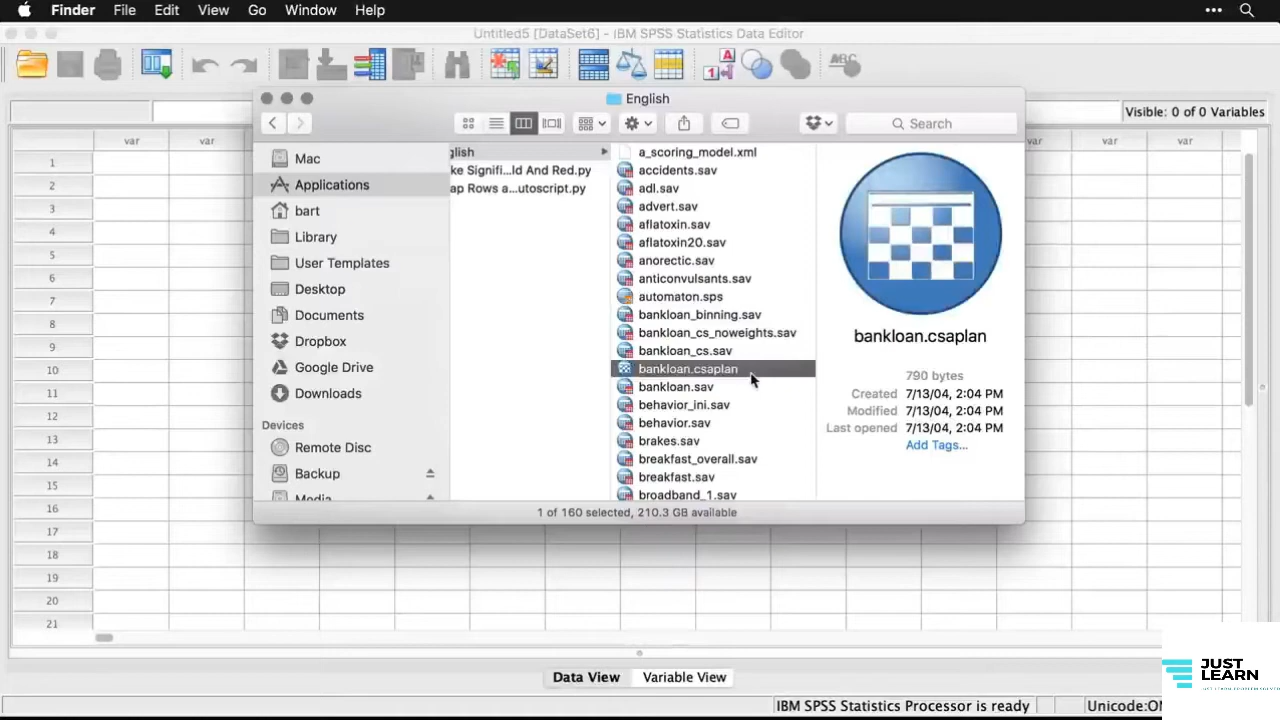 Finder File Edit View Go Window Help
Untitled5 [DataSet6] - IBM SPSS Statistics Data Editor
Visible: 0 of 0 Variables
English
Search
var var var var var
1
2
3
4
5
6
7
8
9
10
11
12
13
14
15
16
17
18
19
20
21
Mac
Applications
bart
Library
User Templates
Desktop
Documents
Dropbox
Google Drive
Downloads
Devices
Remote Disc
Backup
Media
glish
ke Signifi...ld And Red.py
ap Rows a...utoscript.py
a_scoring_model.xml
accidents.sav
adl.sav
advert.sav
aflatoxin.sav
aflatoxin20.sav
anorectic.sav
anticonvulsants.sav
automaton.sps
bankloan_binning.sav
bankloan_cs_noweights.sav
bankloan_cs.sav
bankloan.csaplan
bankloan.sav
behavior_ini.sav
behavior.sav
brakes.sav
breakfast_overall.sav
breakfast.sav
broadband_1.sav
bankloan.csaplan
790 bytes
Created 7/13/04, 2:04 PM
Modified 7/13/04, 2:04 PM
Last opened 7/13/04, 2:04 PM
Add Tags...
1 of 160 selected, 210.3 GB available
Data View Variable View
IBM SPSS Statistics Processor is ready
Unicode:ON
JUST
LEARN